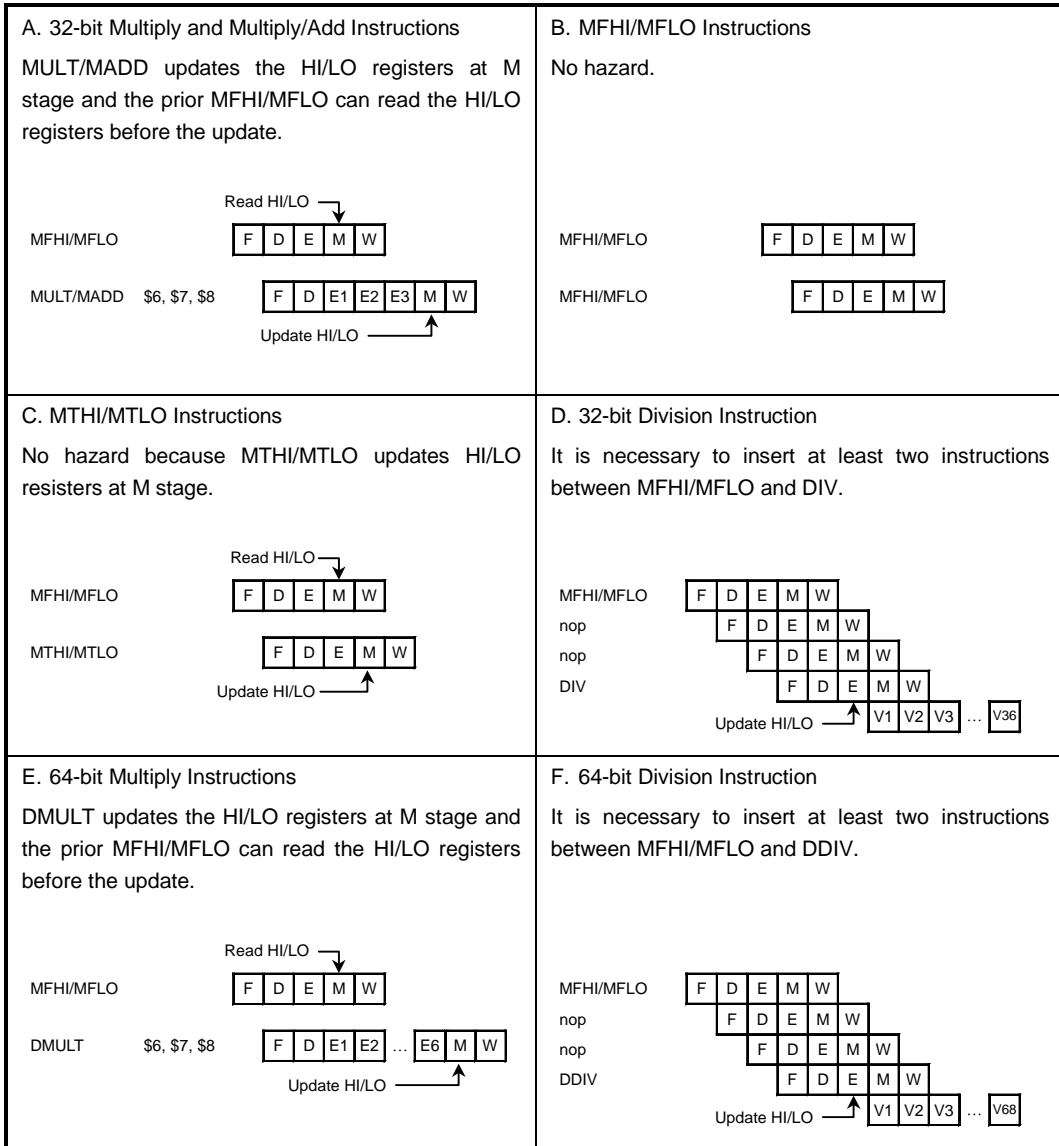 A. 32-bit Multiply and Multiply/Add Instructions
MULT/MADD updates the HI/LO registers at M
stage and the prior MFHI/MFLO can read the HI/LO
registers before the update.
Read HI/LO
MFHI/MFLO F D E M W
MULT/MADD $6, $7, $8 F D E1 E2 E3 M W
Update HI/LO
B. MFHI/MFLO Instructions
No hazard.
MFHI/MFLO F D E M W
MFHI/MFLO F D E M W
C. MTHI/MTLO Instructions
No hazard because MTHI/MTLO updates HI/LO
resisters at M stage.
Read HI/LO
MFHI/MFLO F D E M W
MTHI/MTLO F D E M W
Update HI/LO
D. 32-bit Division Instruction
It is necessary to insert at least two instructions
between MFHI/MFLO and DIV.
MFHI/MFLO F D E M W
nop F D E M W
nop F D E M W
DIV F D E M W
Update HI/LO V1 V2 V3 … V36
E. 64-bit Multiply Instructions
DMULT updates the HI/LO registers at M stage and
the prior MFHI/MFLO can read the HI/LO registers
before the update.
Read HI/LO
MFHI/MFLO F D E M W
DMULT $6, $7, $8 F D E1 E2 … E6 M W
Update HI/LO
F. 64-bit Division Instruction
It is necessary to insert at least two instructions
between MFHI/MFLO and DDIV.
MFHI/MFLO F D E M W
nop F D E M W
nop F D E M W
DDIV F D E M W
Update HI/LO V1 V2 V3 … V68